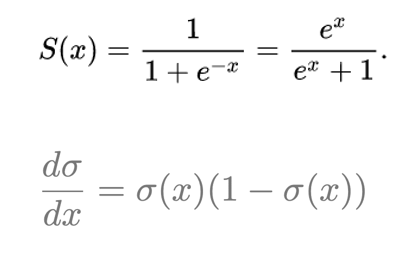 S(x) = 1/(1 + e^{-x}) = e^x/(e^x + 1).
dσ/dx = σ(x)(1 − σ(x))